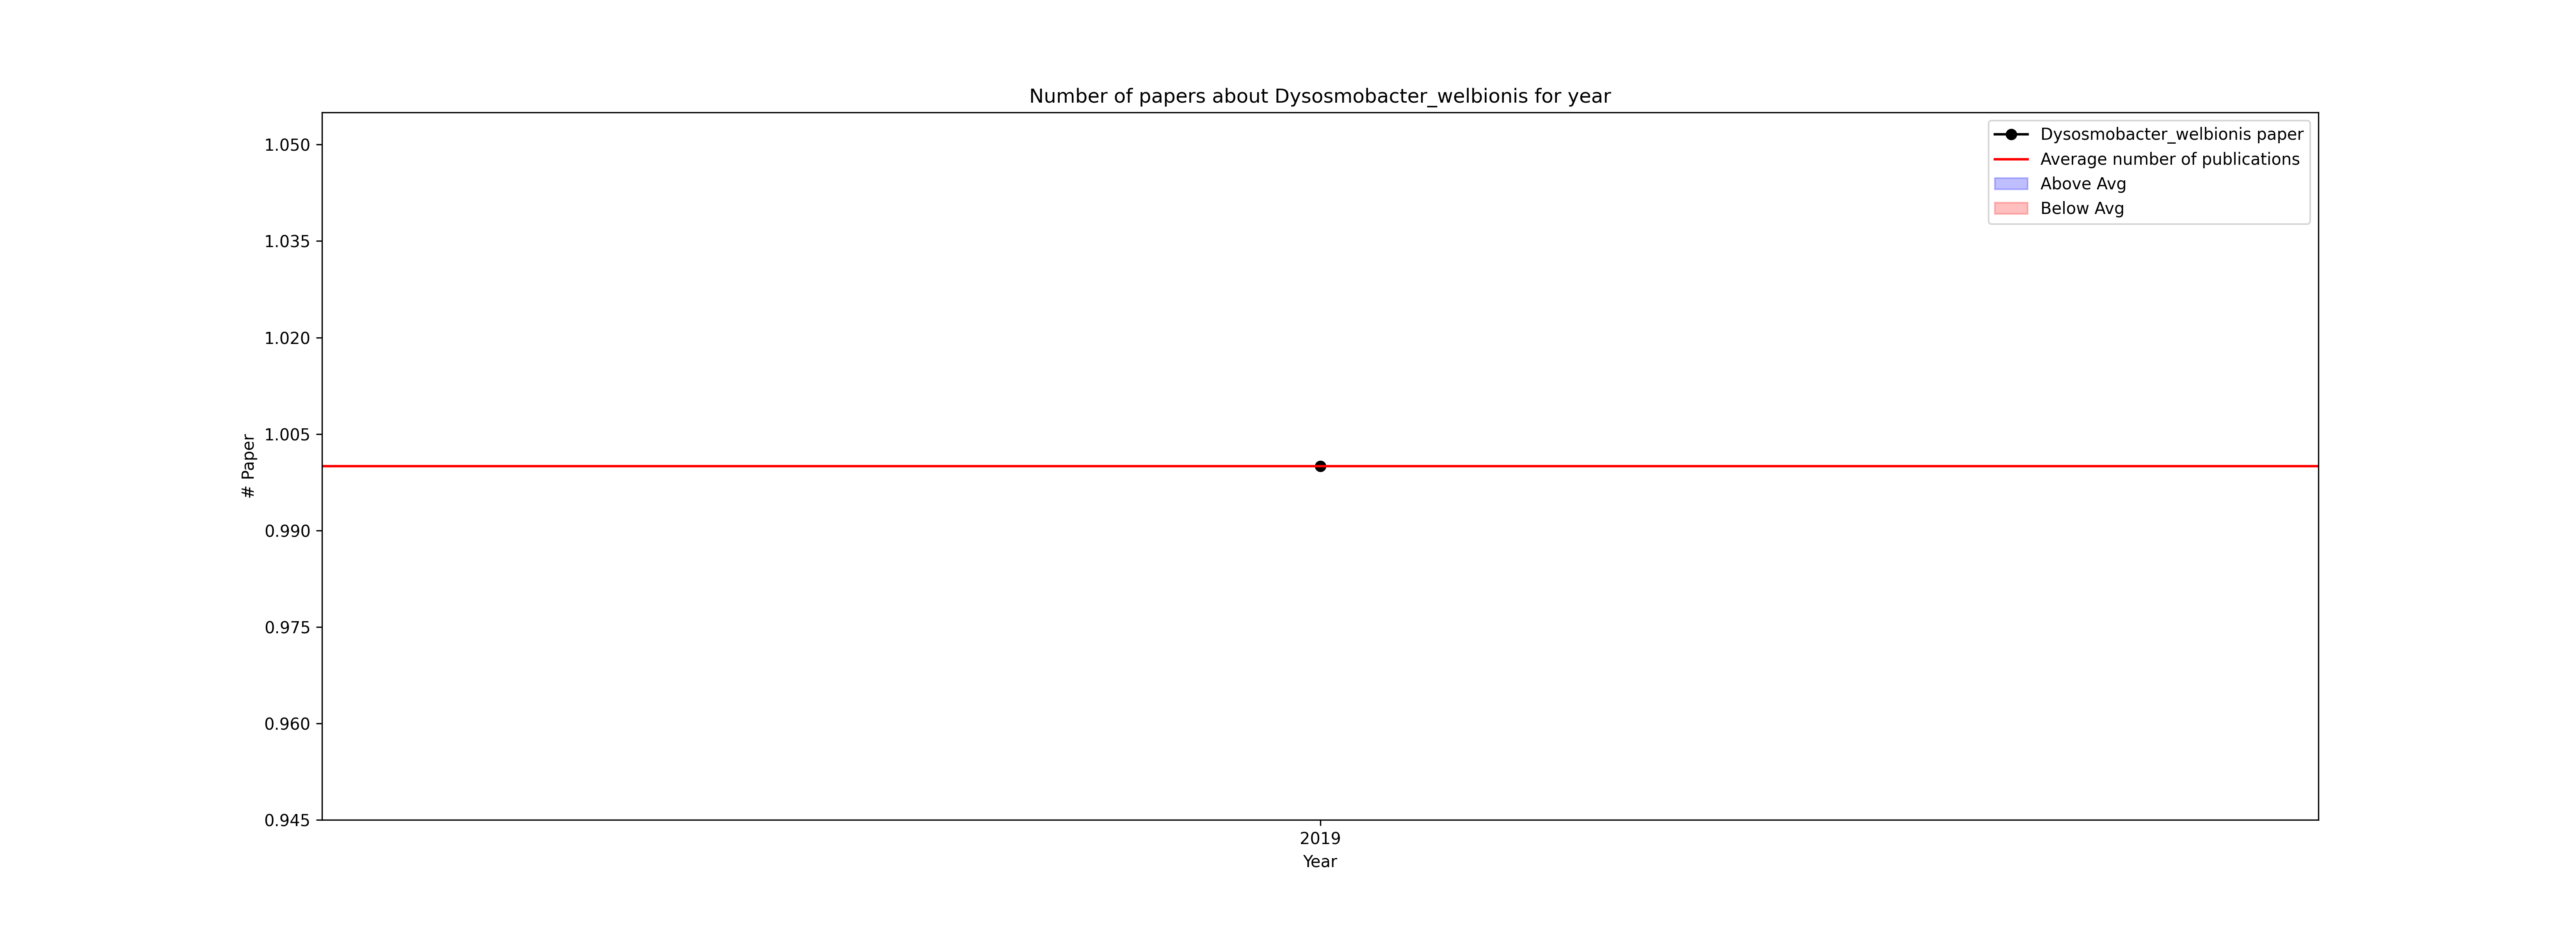 Number of papers about Dysosmobacter_welbionis for year
Dysosmobacter_welbionis paper
Average number of publications
Above Avg
Below Avg
# Paper
1.050
1.035
1.020
1.005
0.990
0.975
0.960
0.945
2019
Year